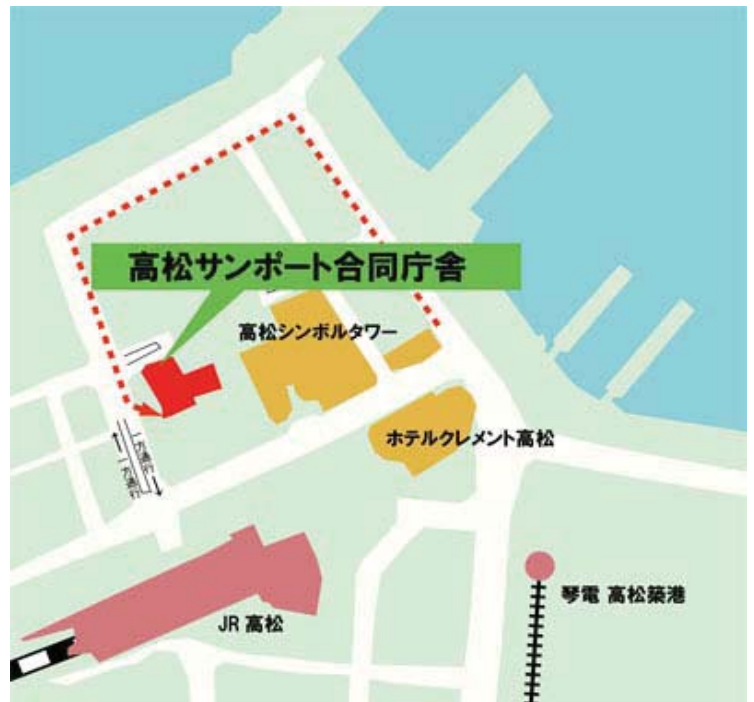 高松サンポート合同庁舎
高松シンボルタワー
ホテルクレメント高松
一方通行
一方通行
JR 高松
琴電 高松築港